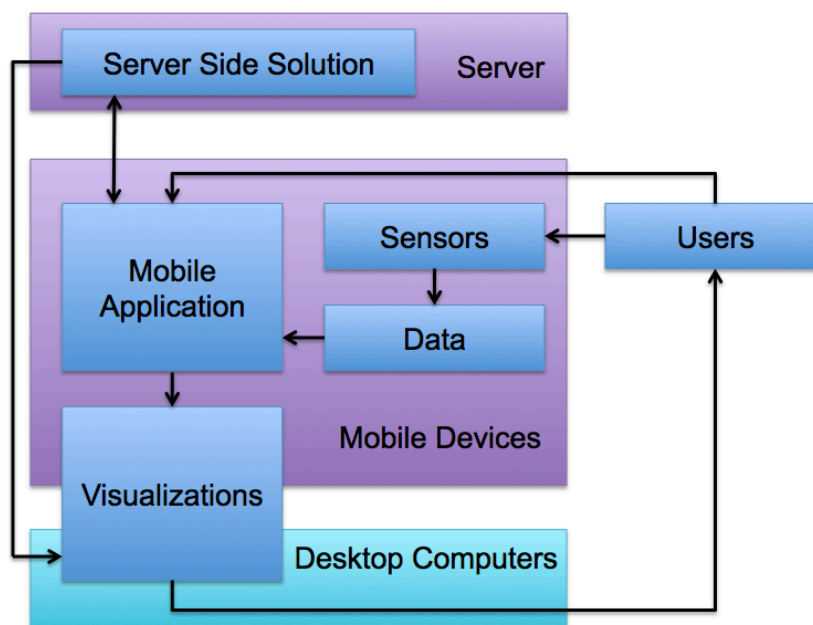 Server Side Solution
Server
Mobile
Application
Sensors
Users
Data
Mobile Devices
Visualizations
Desktop Computers